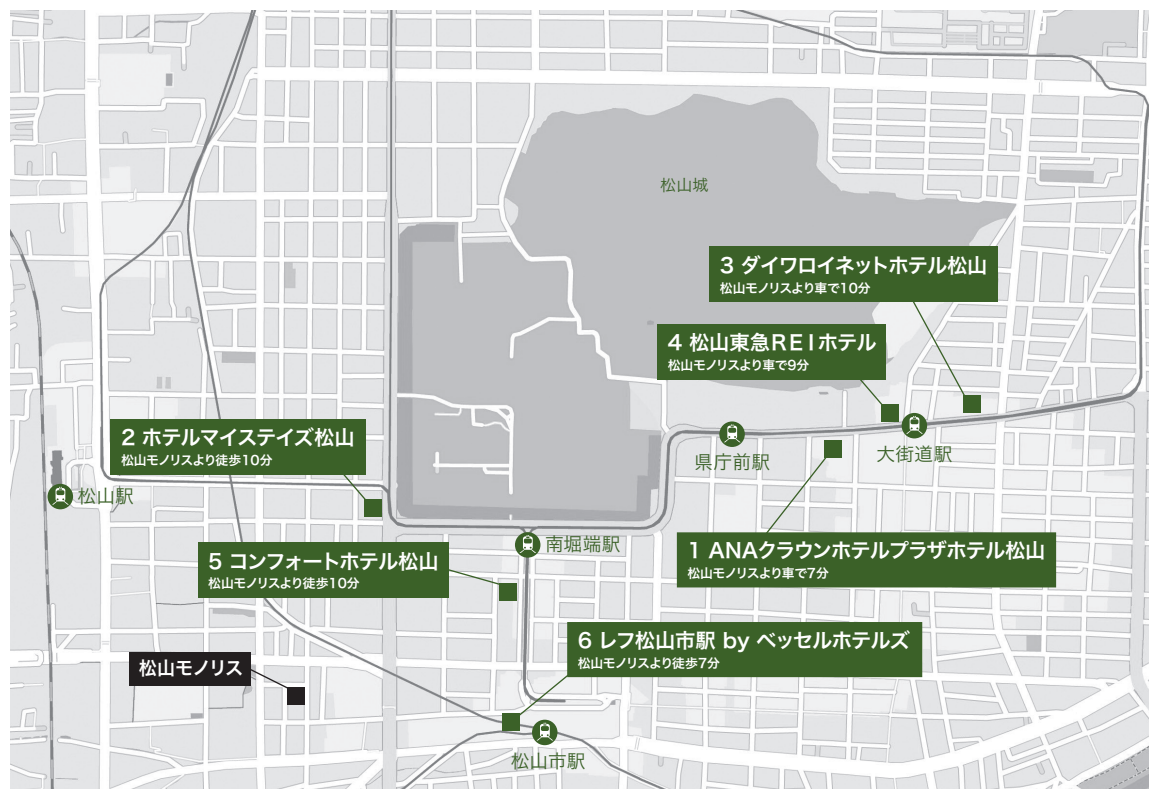 松山城
3 ダイワロイネットホテル松山
松山モノリスより車で10分
4 松山東急REIホテル
松山モノリスより車で9分
2 ホテルマイステイズ松山
松山モノリスより徒歩10分
県庁前駅
大街道駅
松山駅
南堀端駅
1 ANAクラウンホテルプラザホテル松山
松山モノリスより車で7分
5 コンフォートホテル松山
松山モノリスより徒歩10分
6 レフ松山市駅 by ベッセルホテルズ
松山モノリスより徒歩7分
松山モノリス
松山市駅